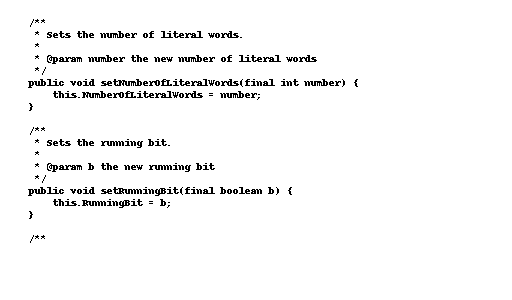 /**
 * Sets the number of literal words.
 *
 * @param number the new number of literal words
 */
public void setNumberOfLiteralWords(final int number) {
    this.NumberOfLiteralWords = number;
}

/**
 * Sets the running bit.
 *
 * @param b the new running bit
 */
public void setRunningBit(final boolean b) {
    this.RunningBit = b;
}

/**